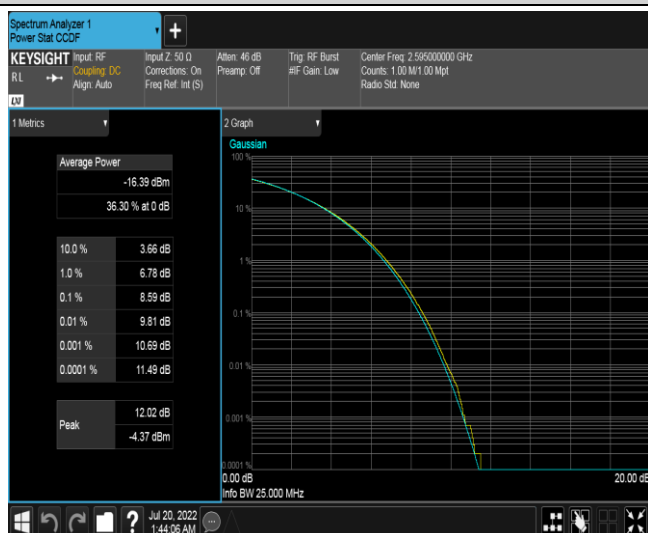 Spectrum Analyzer 1
Power Stat CCDF
+
KEYSIGHT
RL
LXI
Input: RF
Coupling: DC
Align: Auto
Input Z: 50 Ω
Corrections: On
Freq Ref: Int (S)
Atten: 46 dB
Preamp: Off
Trig: RF Burst
#IF Gain: Low
Center Freq: 2.595000000 GHz
Counts: 1.00 M/1.00 Mpt
Radio Std: None
1 Metrics
Average Power
-16.39 dBm
36.30 % at 0 dB
10.0 % 3.66 dB
1.0 % 6.78 dB
0.1 % 8.59 dB
0.01 % 9.81 dB
0.001 % 10.69 dB
0.0001 % 11.49 dB
Peak
12.02 dB
-4.37 dBm
2 Graph
Gaussian
100 %
10 %
1 %
0.1 %
0.01 %
0.001 %
0.0001 %
0.00 dB 20.00 dB
Info BW 25.000 MHz
?
Jul 20, 2022
1:44:06 AM